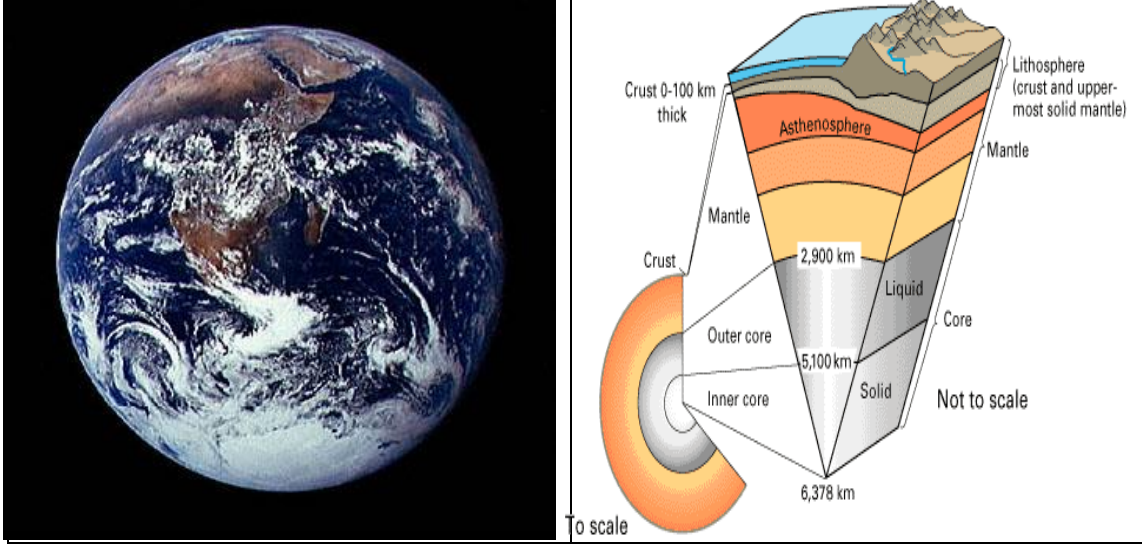 Crust 0-100 km
thick
Lithosphere
(crust and upper-
most solid mantle)
Asthenosphere
Mantle
Mantle
2,900 km
Crust
Liquid
Outer core
Core
5,100 km
Inner core
Solid
Not to scale
6,378 km
To scale